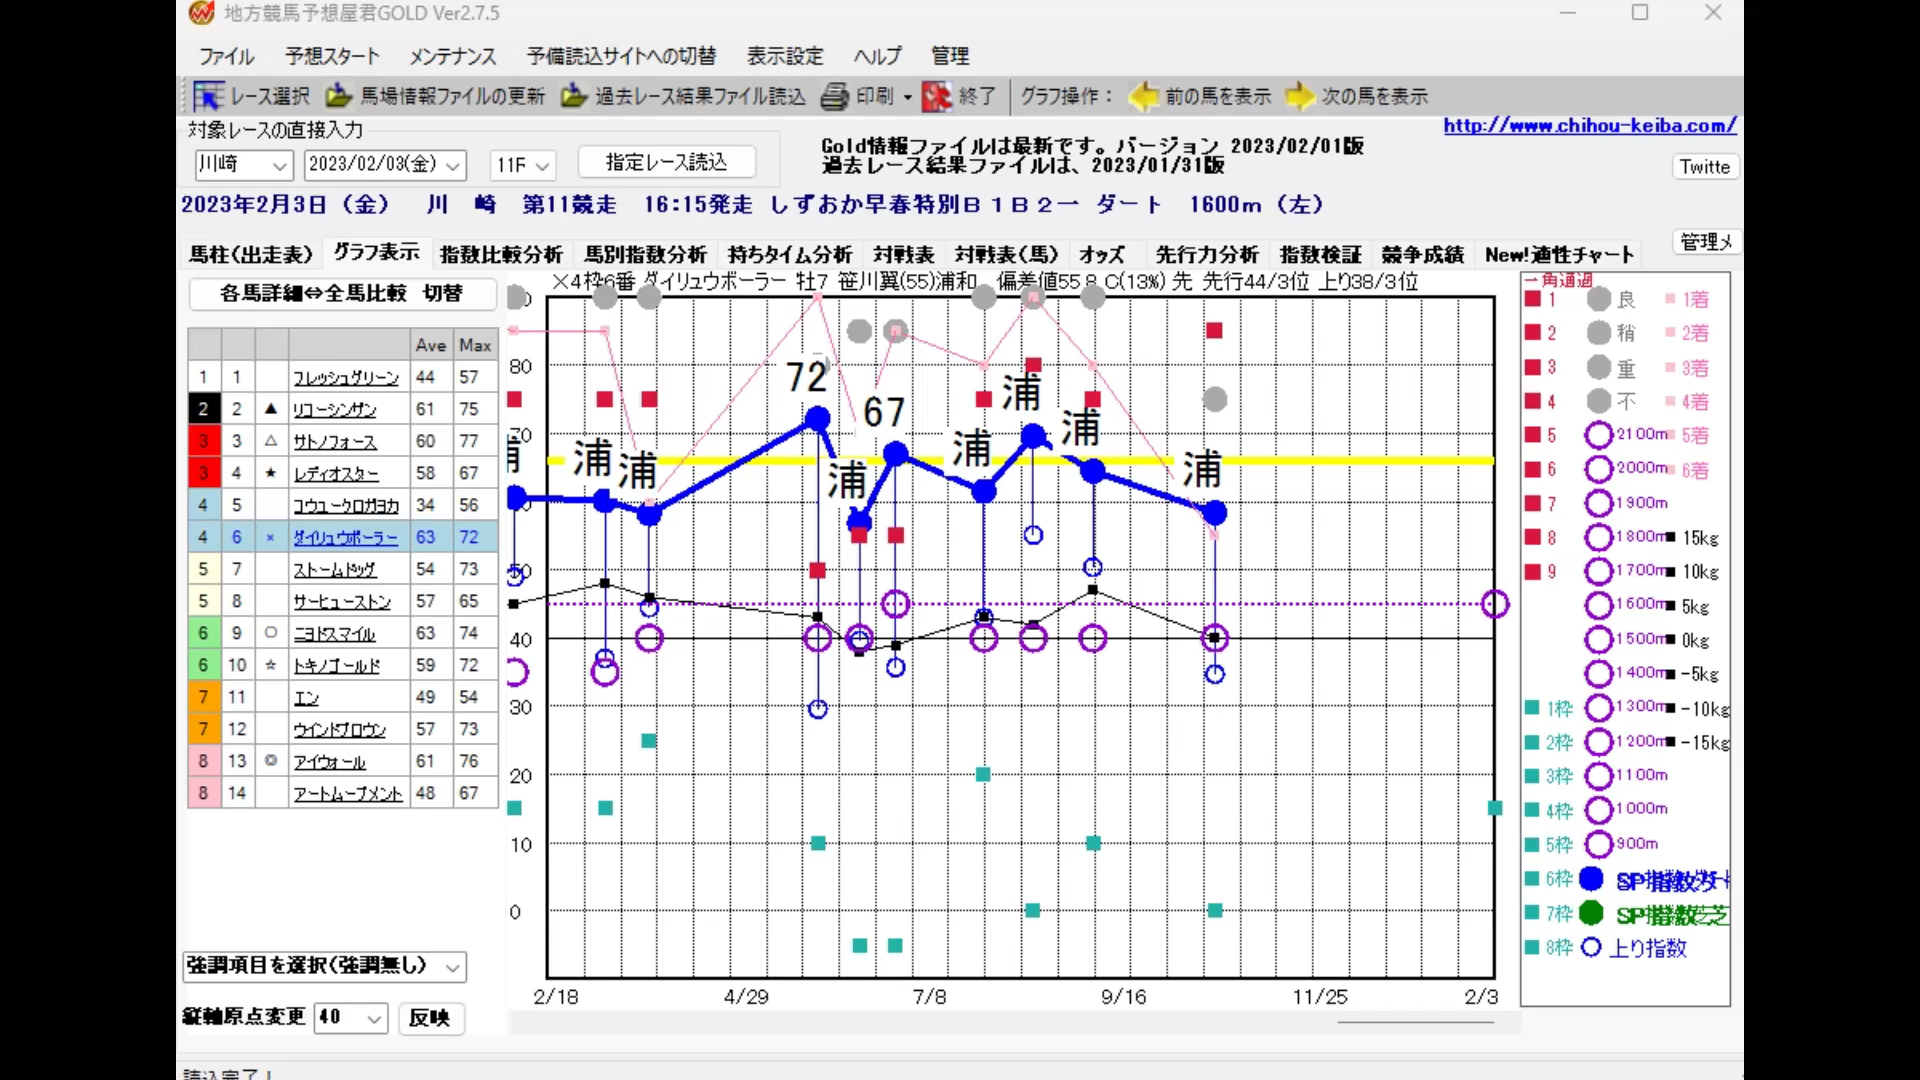 地方競馬予想屋君GOLD Ver2.7.5
ファイル 予想スタート メンテナンス 予備読込サイトへの切替 表示設定 ヘルプ 管理
レース選択 馬場情報ファイルの更新 過去レース結果ファイル読込 印刷 終了 グラフ操作： 前の馬を表示 次の馬を表示
対象レースの直接入力
http://www.chihou-keiba.com/
川崎 2023/02/03(金) 11F 指定レース読込
Gold情報ファイルは最新です。バージョン 2023/02/01版
過去レース結果ファイルは、2023/01/31版
Twitte
2023年2月3日（金） 川 崎 第11競走 16:15発走 しずおか早春特別Ｂ１Ｂ２一 ダート 1600m（左）
管理メ
馬柱(出走表) グラフ表示 指数比較分析 馬別指数分析 持ちタイム分析 対戦表 対戦表(馬) オッズ 先行力分析 指数検証 競争成績 New!適性チャート
各馬詳細⇔全馬比較 切替
×4枠6番 ダイリュウボーラー 牡7 笹川翼(55)浦和 偏差値55.8 C(13%) 先 先行44/3位 上り38/3位
Ave Max
1 1 フレッシュグリーン 44 57
2 2 ▲ リコーシンザン 61 75
3 3 △ サトノフォース 60 77
3 4 ★ レディオスター 58 67
4 5 コウユークロガヨカ 34 56
4 6 × ダイリュウボーラー 63 72
5 7 ストームドッグ 54 73
5 8 サーヒューストン 57 65
6 9 ○ ニヨドスマイル 63 74
6 10 ☆ トキノゴールド 59 72
7 11 エン 49 54
7 12 ウインドブロウン 57 73
8 13 ◎ アイウォール 61 76
8 14 アートムーブメント 48 67
80
70
50
40
30
20
10
0
浦 浦 72 浦 67 浦 浦 浦 浦
2/18 4/29 7/8 9/16 11/25 2/3
一角通過
1 良 1着
2 稍 2着
3 重 3着
4 不 4着
5 2100m 5着
6 2000m 6着
7 1900m
8 1800m 15kg
9 1700m 10kg
1600m 5kg
1500m 0kg
1400m -5kg
1枠 1300m -10kg
2枠 1200m -15kg
3枠 1100m
4枠 1000m
5枠 900m
6枠 SP指数ダート
7枠 SP指数芝
8枠 上り指数
強調項目を選択(強調無し)
縦軸原点変更 40 反映
読込完了！